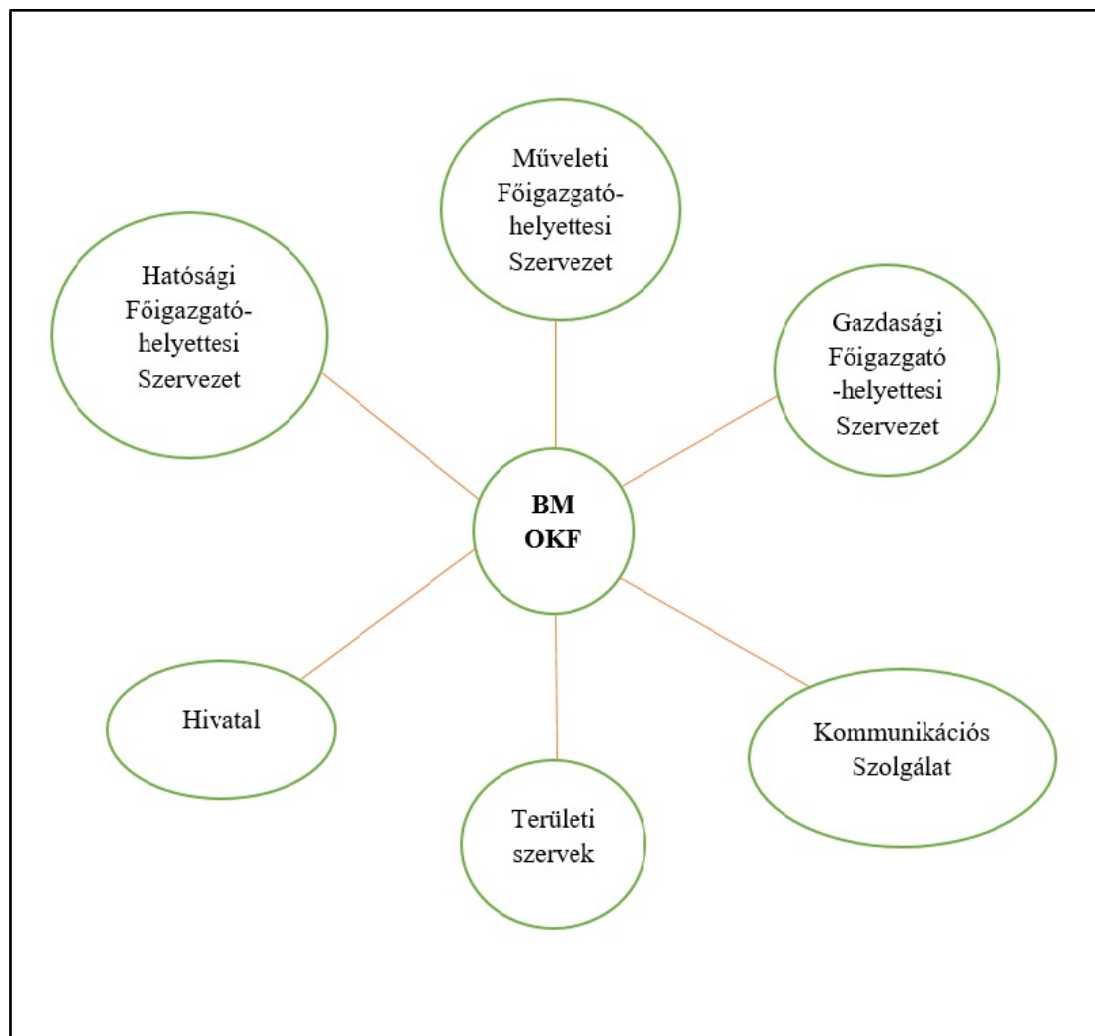 Műveleti
Főigazgató-
helyettesi
Szervezet
Hatósági
Főigazgató-
helyettesi
Szervezet
Gazdasági
Főigazgató
-helyettesi
Szervezet
BM
OKF
Hivatal
Kommunikációs
Szolgálat
Területi
szervek